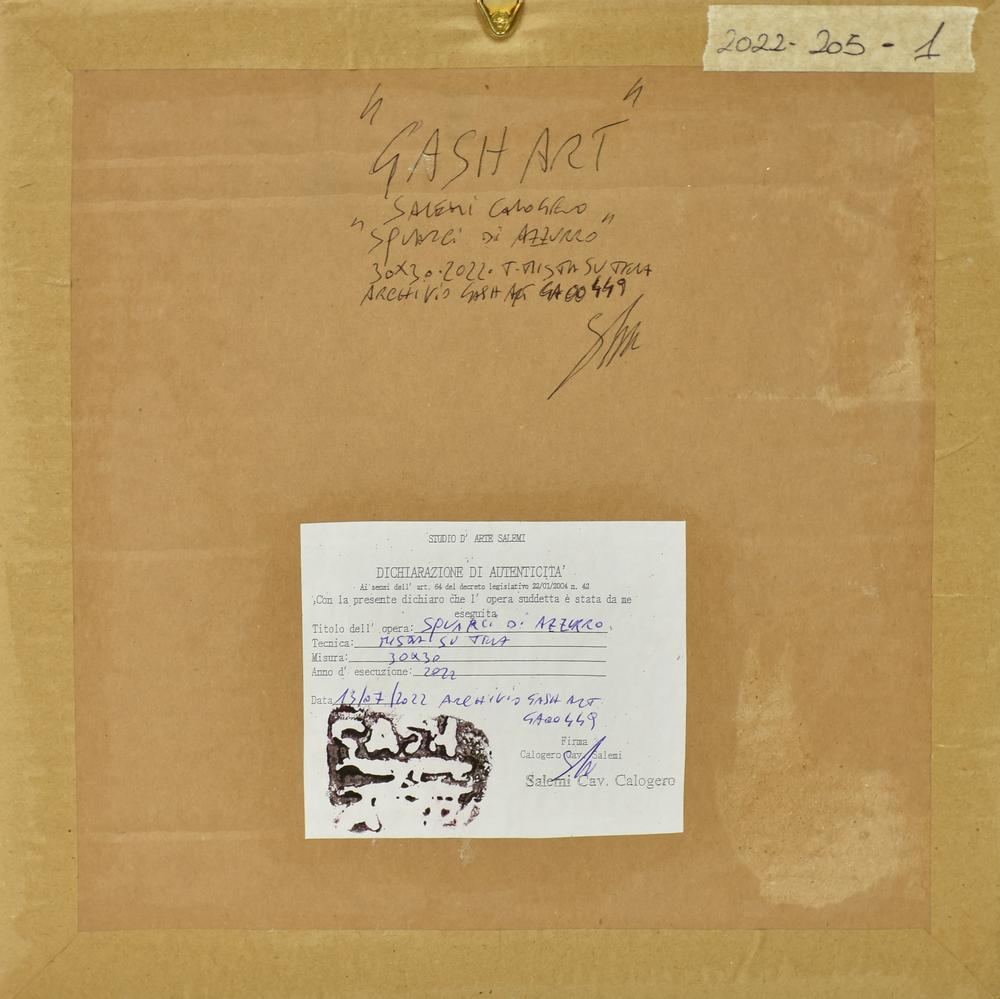 2022- 205 - 1
"GASH ART"
SALEMI CALOGERO
"SQUARCI DI AZZURRO"
30X30.2022. T. MISTA SU TELA
ARCHIVIO GASH ART GA00449
STUDIO D' ARTE SALEMI
DICHIARAZIONE DI AUTENTICITA'
Ai sensi dell' art. 64 del decreto legislativo 22/01/2004 n. 42
Con la presente dichiaro che l' opera suddetta è stata da me
eseguita
Titolo dell' opera: SQUARCI DI AZZURRO.
Tecnica: MISTA SU TELA
Misura: 30X30
Anno d' esecuzione: 2022
Data 13/07/2022 ARCHIVIO GASH ART
GA00449
GASH
Firma
Calogero Cav. Salemi
Salemi Cav. Calogero